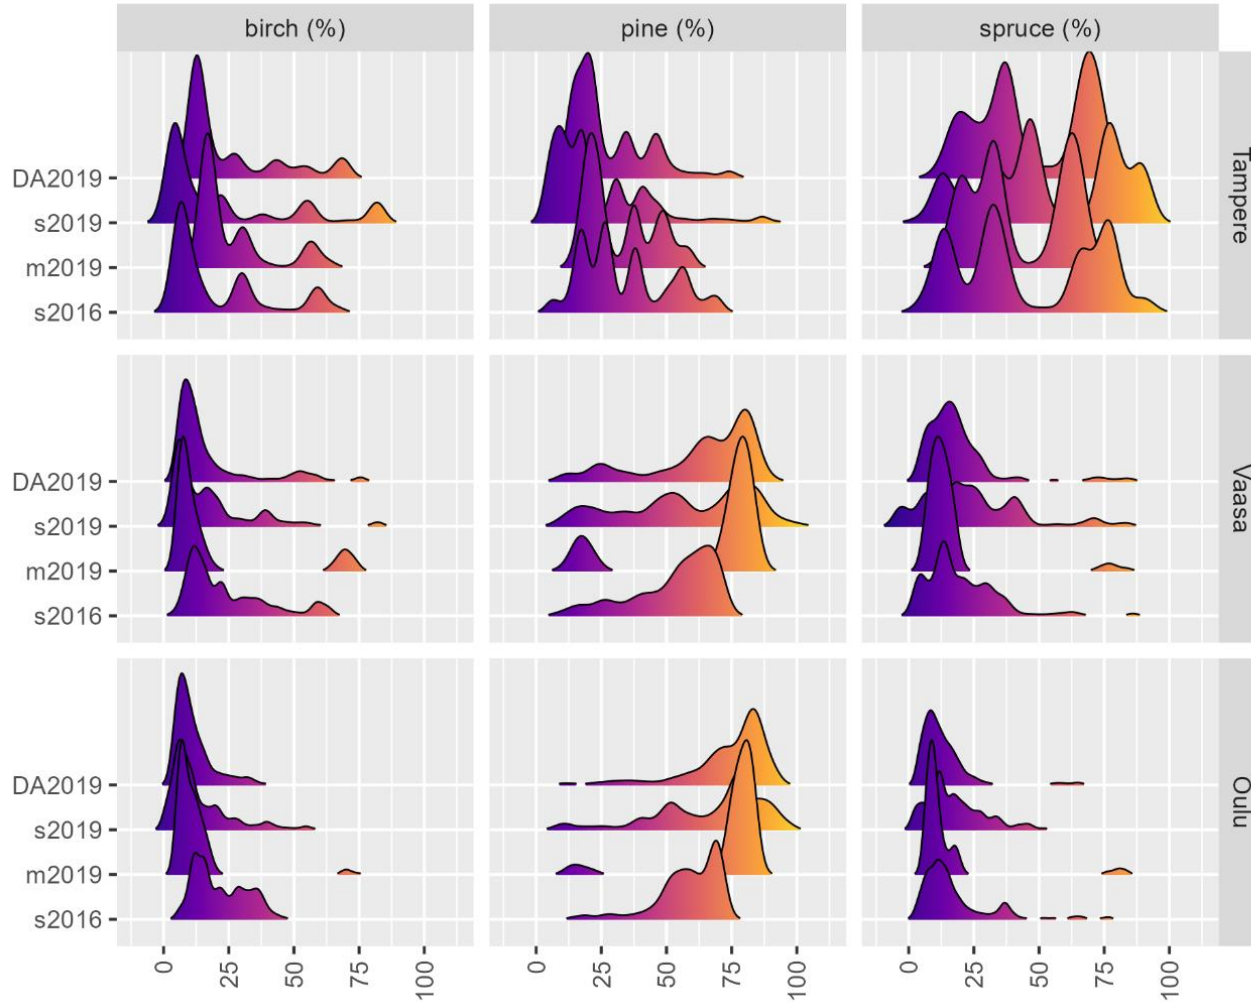 birch (%) pine (%) spruce (%)
Tampere
DA2019
s2019
m2019
s2016
Vaasa
DA2019
s2019
m2019
s2016
Oulu
DA2019
s2019
m2019
s2016
0 25 50 75 100 0 25 50 75 100 0 25 50 75 100